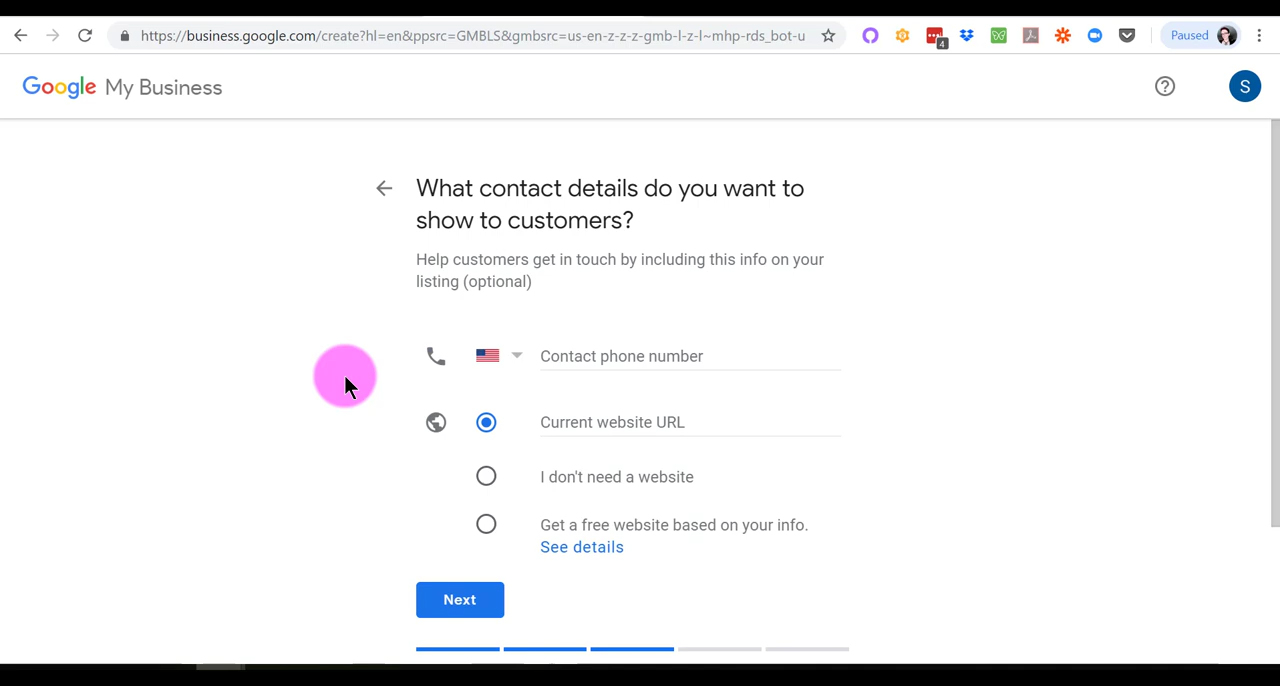 https://business.google.com/create?hl=en&ppsrc=GMBLS&gmbsrc=us-en-z-z-z-gmb-l-z-l~mhp-rds_bot-u
4
Paused
Google My Business
S
What contact details do you want to
show to customers?
Help customers get in touch by including this info on your
listing (optional)
Contact phone number
Current website URL
I don't need a website
Get a free website based on your info.
See details
Next